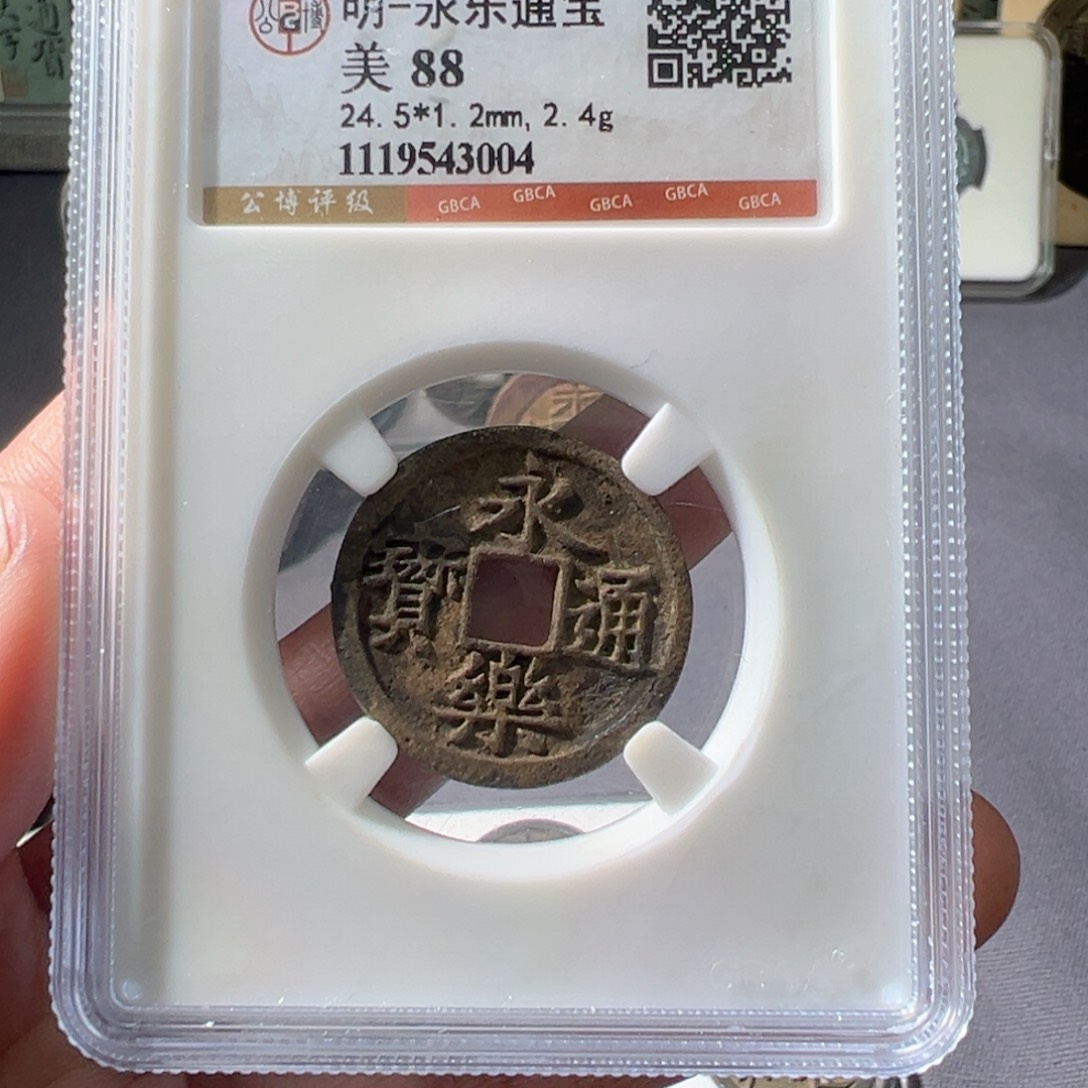 明-永乐通宝
美 88
24.5*1.2mm, 2.4g
1119543004
公博评级 GBCA GBCA GBCA GBCA GBCA
永
寶 通
樂